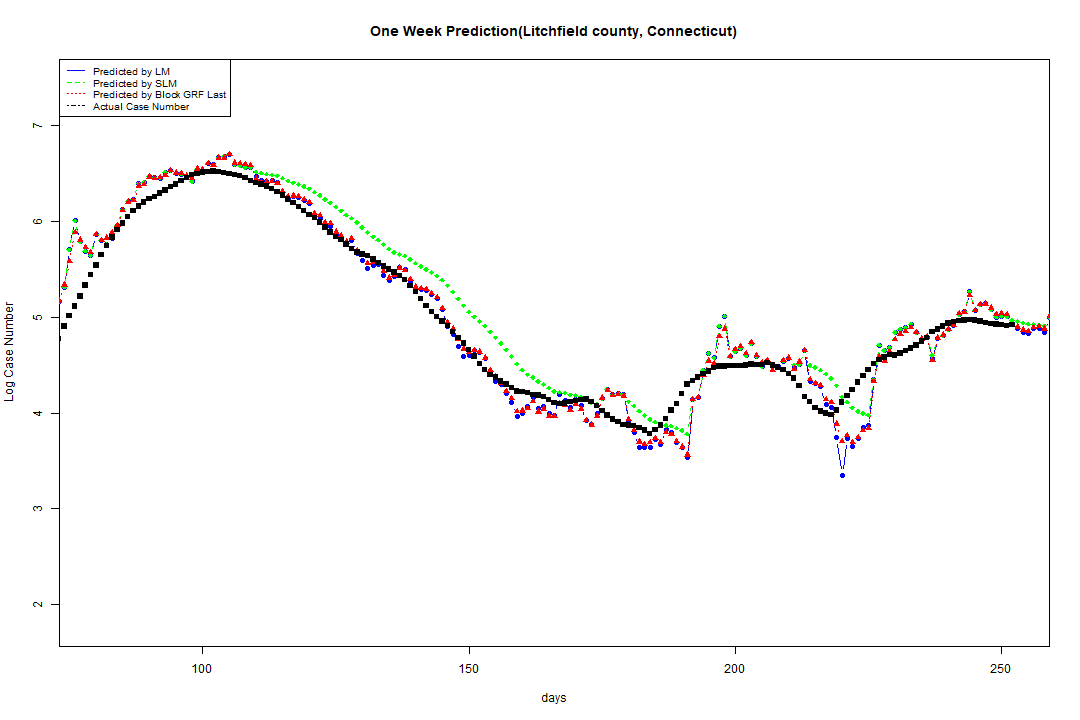 One Week Prediction(Litchfield county, Connecticut)
Predicted by LM
Predicted by SLM
Predicted by Block GRF Last
Actual Case Number
7
6
5
4
3
2
Log Case Number
100 150 200 250
days